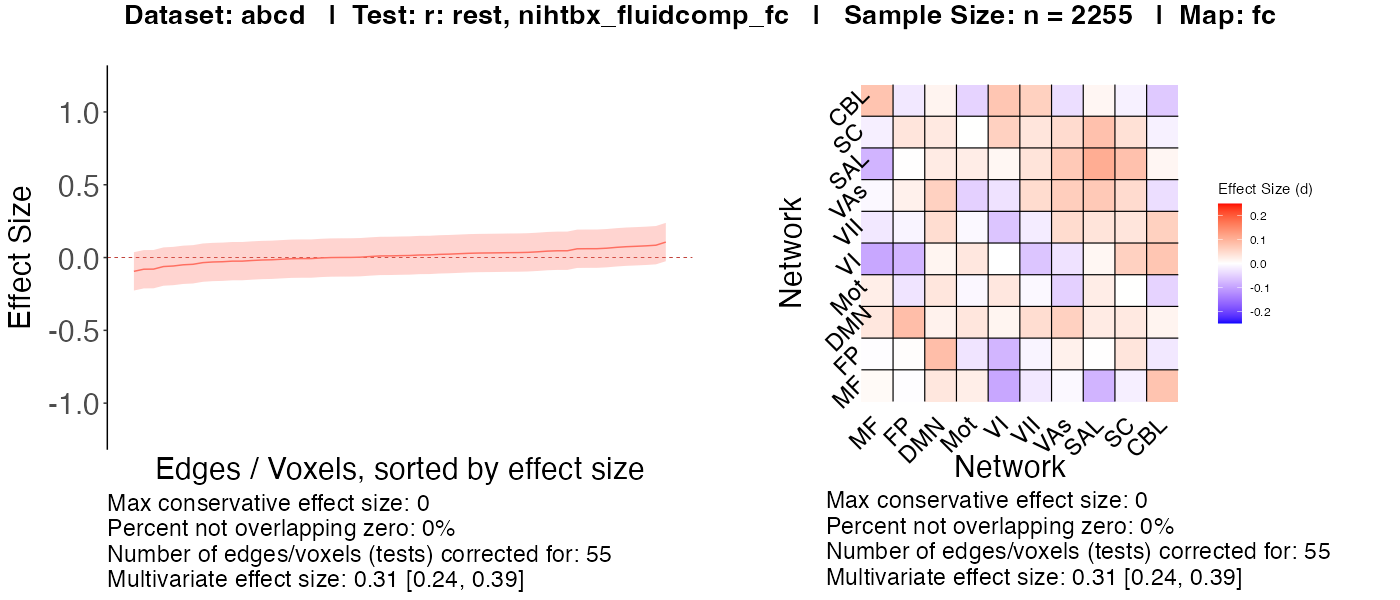 Dataset: abcd | Test: r: rest, nihtbx_fluidcomp_fc | Sample Size: n = 2255 | Map: fc
Effect Size
1.0
0.5
0.0
-0.5
-1.0
Edges / Voxels, sorted by effect size
Max conservative effect size: 0
Percent not overlapping zero: 0%
Number of edges/voxels (tests) corrected for: 55
Multivariate effect size: 0.31 [0.24, 0.39]
Network
CBL
SC
SAL
VAs
VII
VI
Mot
DMN
FP
MF
MF
FP
DMN
Mot
VI
VII
VAs
SAL
SC
CBL
Network
Effect Size (d)
0.2
0.1
0.0
-0.1
-0.2
Max conservative effect size: 0
Percent not overlapping zero: 0%
Number of edges/voxels (tests) corrected for: 55
Multivariate effect size: 0.31 [0.24, 0.39]